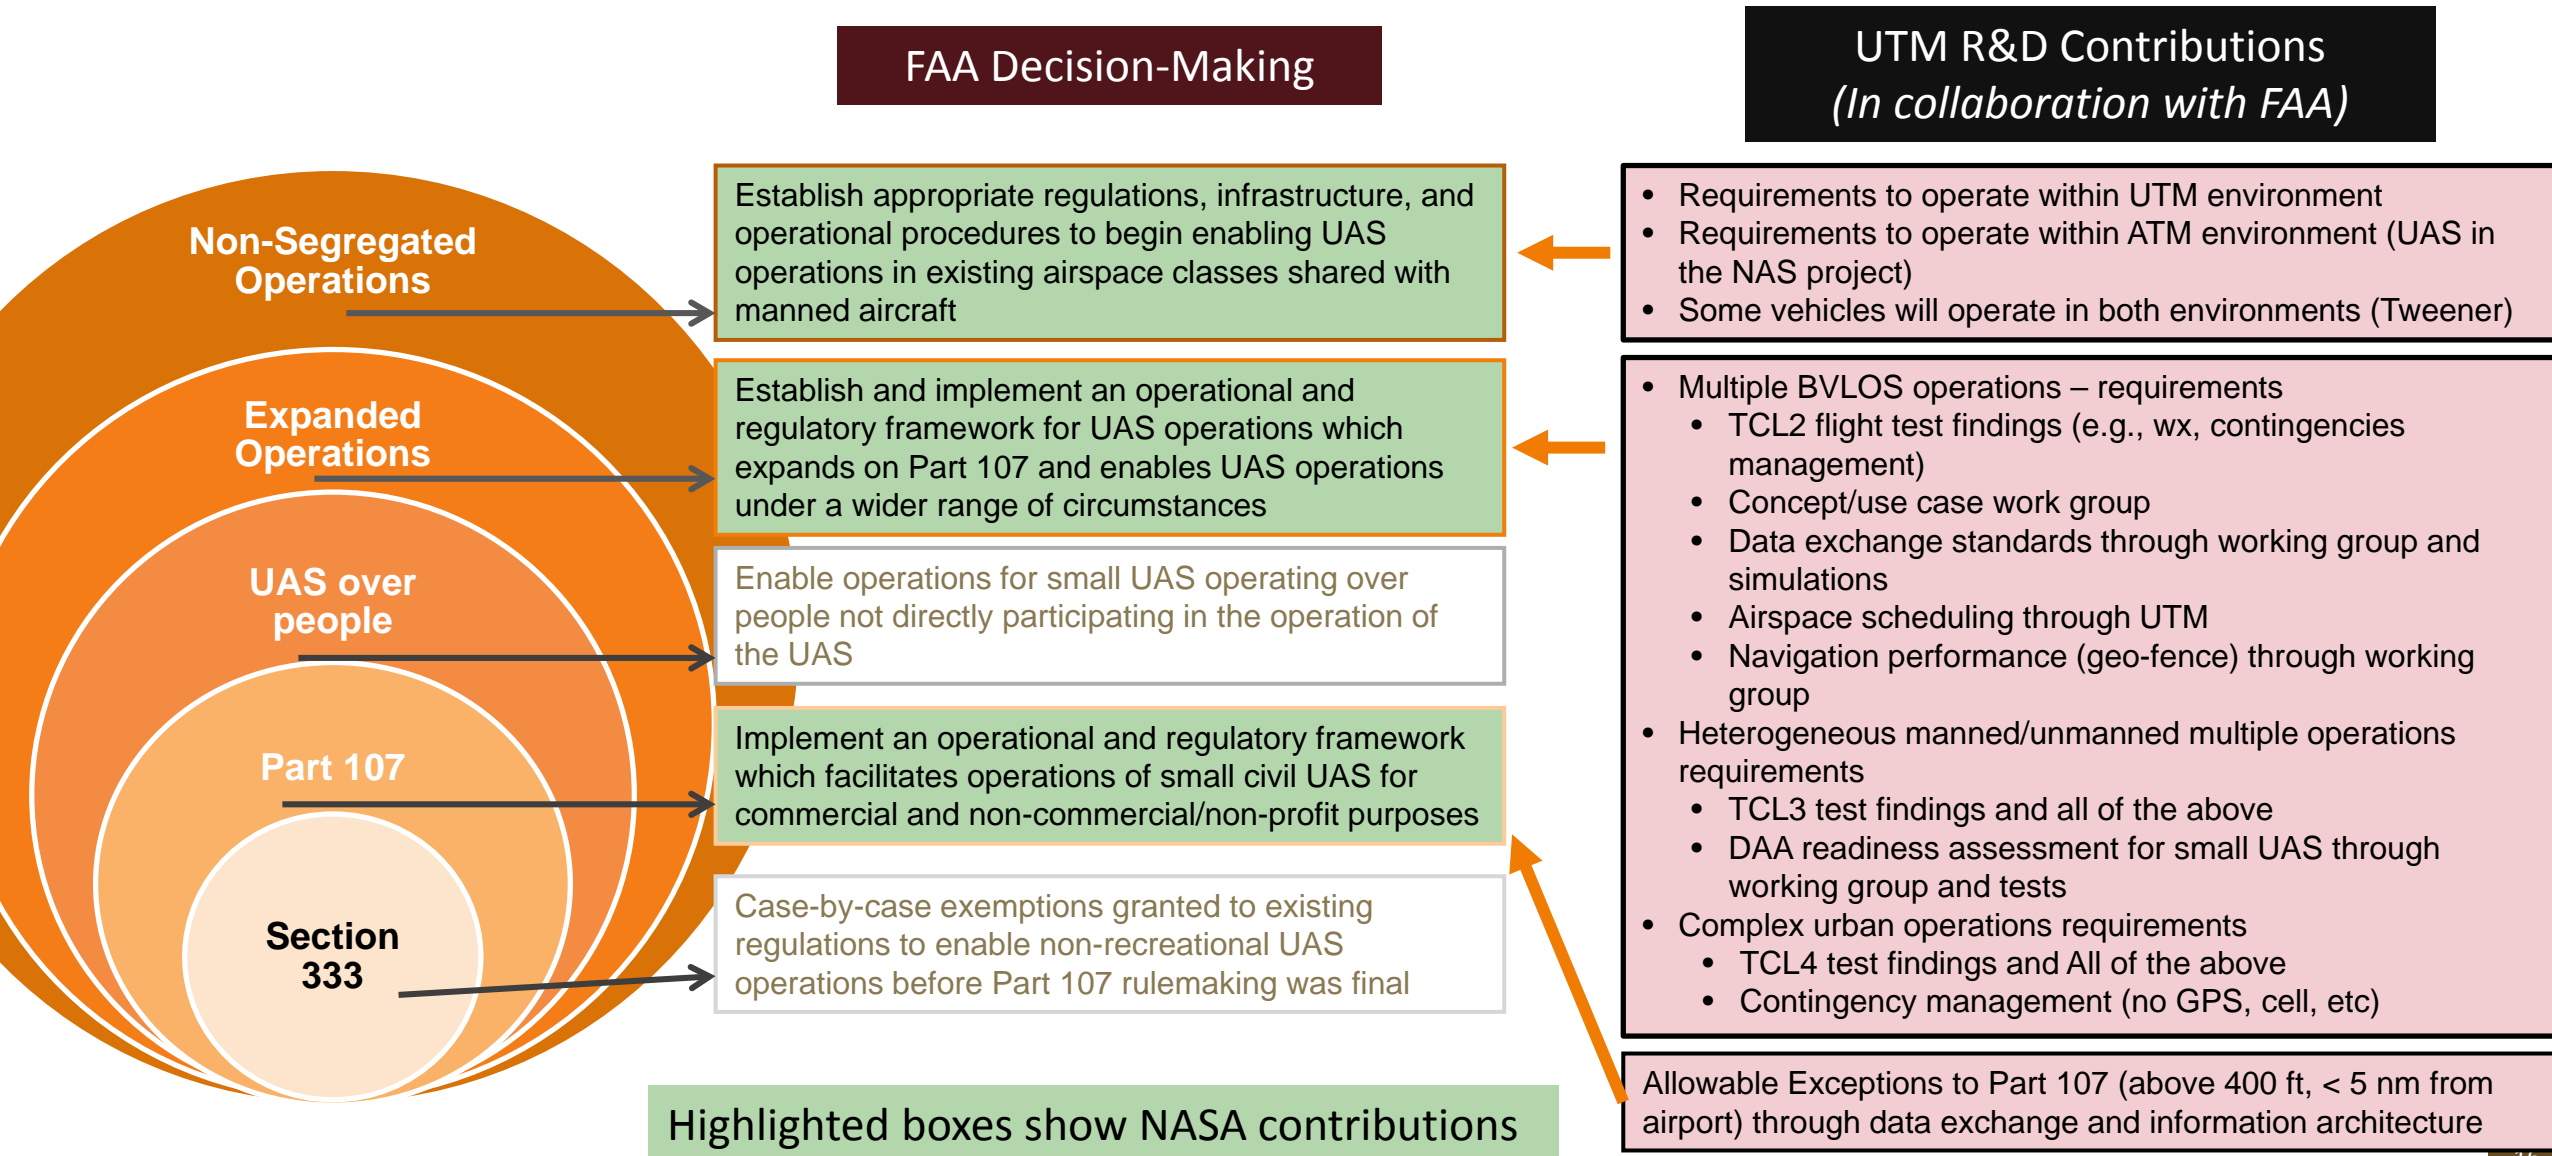 FAA Decision-Making
UTM R&D Contributions
(In collaboration with FAA)
Non-Segregated
Operations
Expanded
Operations
UAS over
people
Part 107
Section
333
Establish appropriate regulations, infrastructure, and
operational procedures to begin enabling UAS
operations in existing airspace classes shared with
manned aircraft
Establish and implement an operational and
regulatory framework for UAS operations which
expands on Part 107 and enables UAS operations
under a wider range of circumstances
Enable operations for small UAS operating over
people not directly participating in the operation of
the UAS
Implement an operational and regulatory framework
which facilitates operations of small civil UAS for
commercial and non-commercial/non-profit purposes
Case-by-case exemptions granted to existing
regulations to enable non-recreational UAS
operations before Part 107 rulemaking was final
Highlighted boxes show NASA contributions
• Requirements to operate within UTM environment
• Requirements to operate within ATM environment (UAS in
the NAS project)
• Some vehicles will operate in both environments (Tweener)
• Multiple BVLOS operations – requirements
• TCL2 flight test findings (e.g., wx, contingencies
management)
• Concept/use case work group
• Data exchange standards through working group and
simulations
• Airspace scheduling through UTM
• Navigation performance (geo-fence) through working
group
• Heterogeneous manned/unmanned multiple operations
requirements
• TCL3 test findings and all of the above
• DAA readiness assessment for small UAS through
working group and tests
• Complex urban operations requirements
• TCL4 test findings and All of the above
• Contingency management (no GPS, cell, etc)
Allowable Exceptions to Part 107 (above 400 ft, < 5 nm from
airport) through data exchange and information architecture